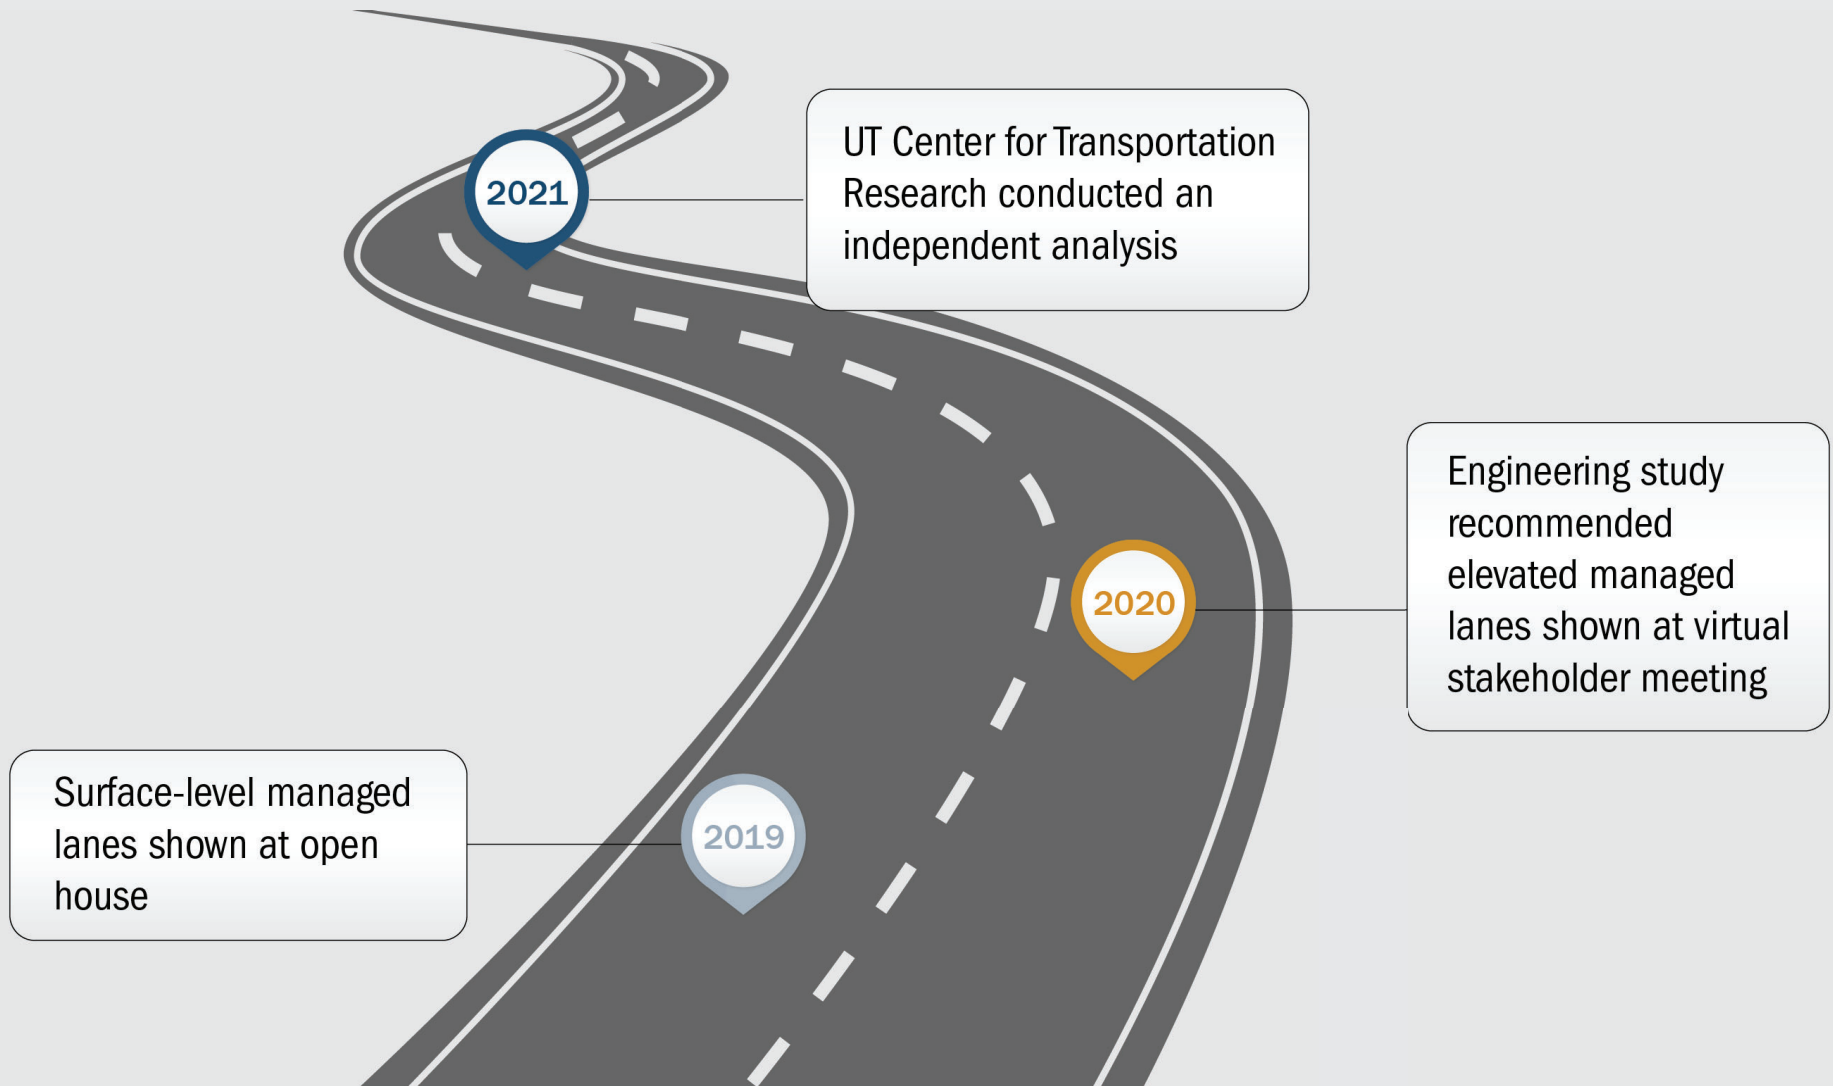 2021
UT Center for Transportation
Research conducted an
independent analysis
2020
Engineering study
recommended
elevated managed
lanes shown at virtual
stakeholder meeting
2019
Surface-level managed
lanes shown at open
house